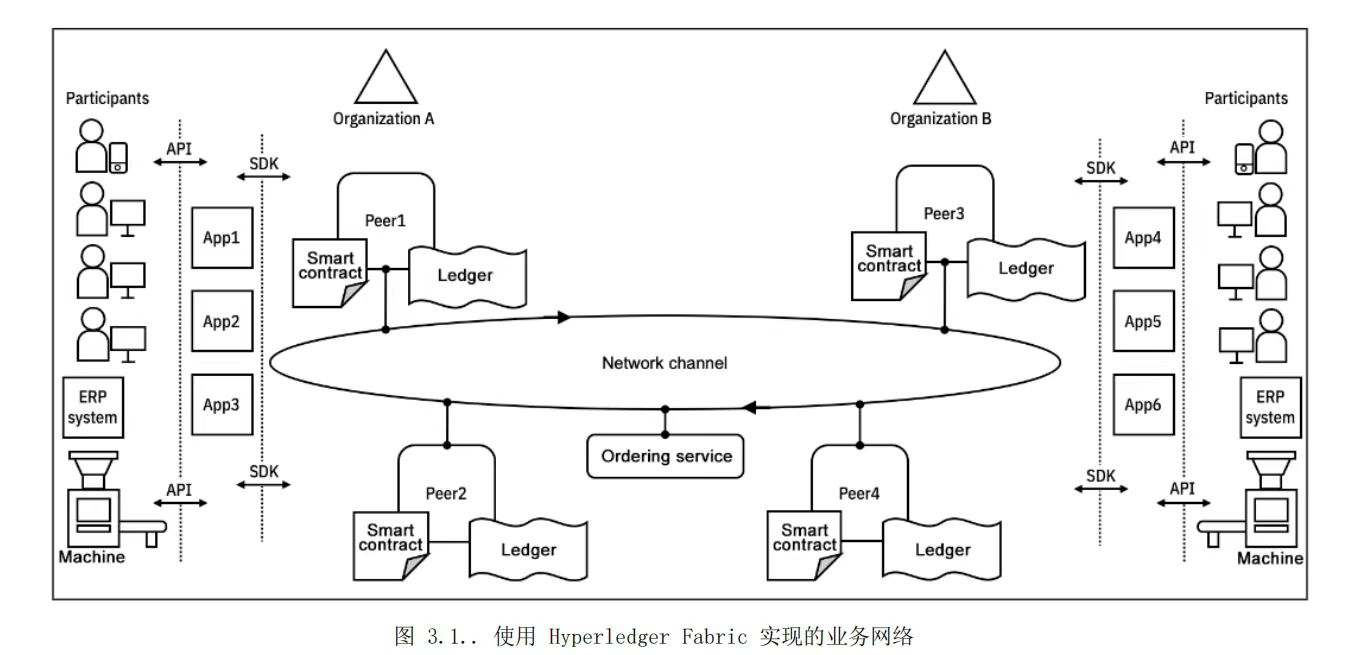 Participants
Organization A
Organization B
Participants
API
SDK
SDK
API
Peer1
Peer3
App1
Smart
contract
Ledger
Smart
contract
Ledger
App4
App2
Network channel
App5
ERP
system
App3
App6
ERP
system
Ordering service
API
SDK
Peer2
Peer4
SDK
API
Smart
contract
Ledger
Smart
contract
Ledger
Machine
Machine
图 3.1.. 使用 Hyperledger Fabric 实现的业务网络